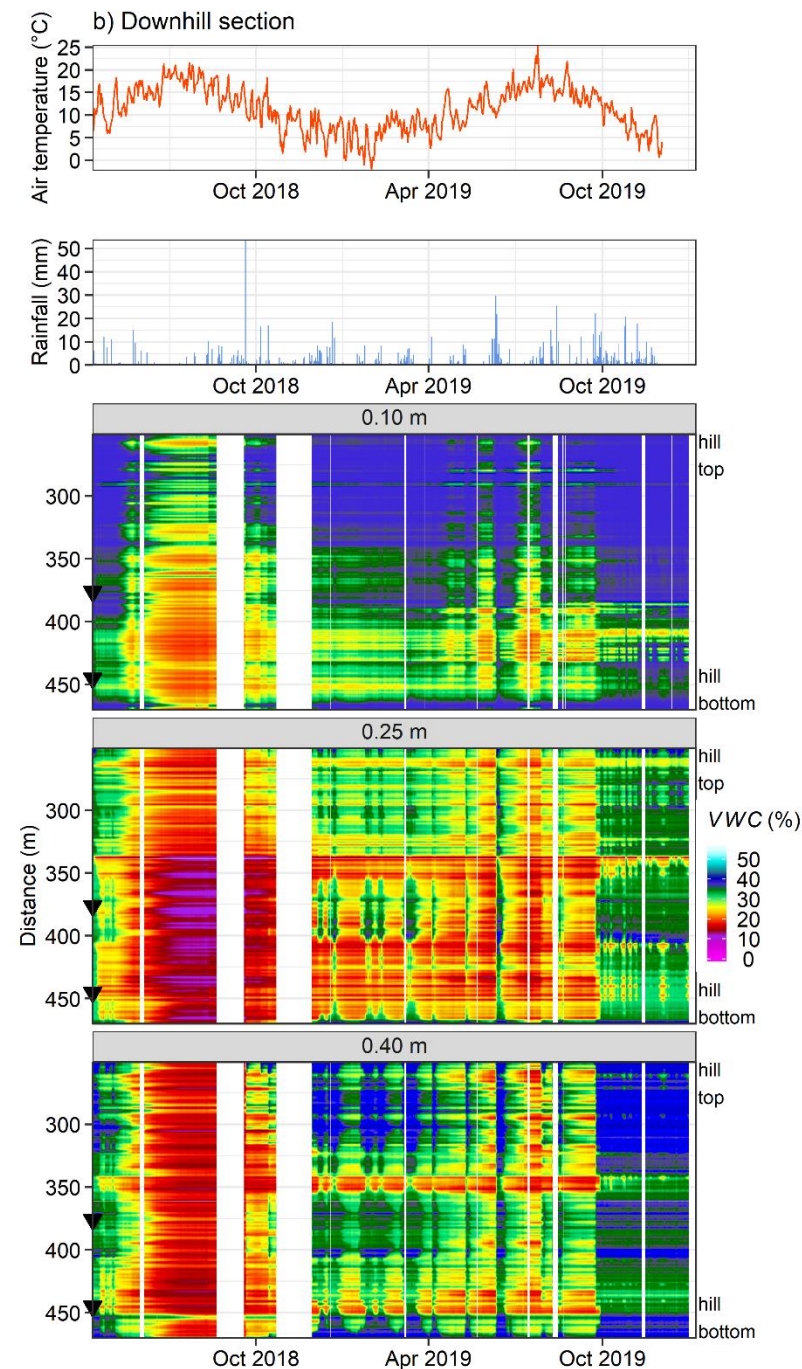 b) Downhill section
Air temperature (°C)
25
20
15
10
5
0
Oct 2018 Apr 2019 Oct 2019
Rainfall (mm)
50
40
30
20
10
0
Oct 2018 Apr 2019 Oct 2019
0.10 m
hill
top
300
350
400
450
hill
bottom
0.25 m
Distance (m)
hill
top
300
350
400
450
hill
bottom
VWC (%)
50
40
30
20
10
0
0.40 m
hill
top
300
350
400
450
hill
bottom
Oct 2018 Apr 2019 Oct 2019